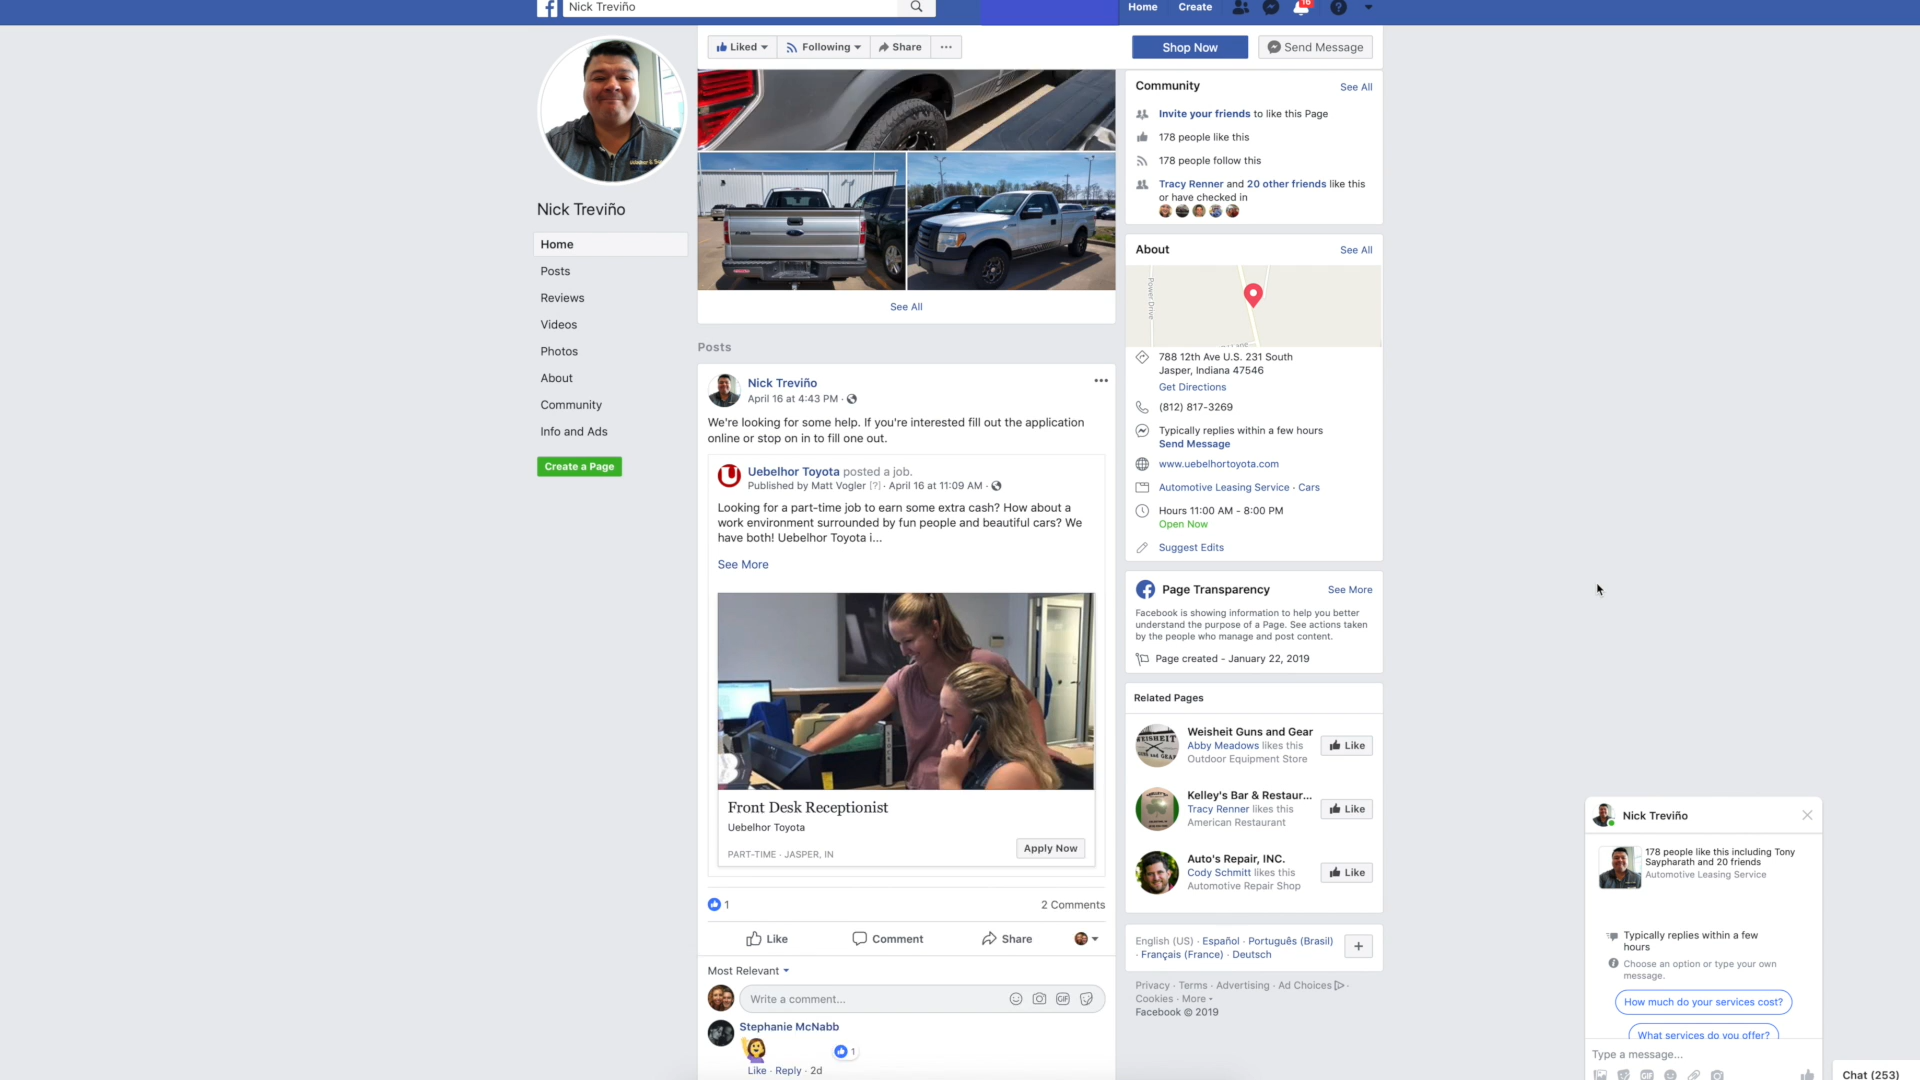 Nick Treviño
Home
Create
16
Liked
Following
Share
Shop Now
Send Message
Nick Treviño
Home
Posts
Reviews
Videos
Photos
About
Community
Info and Ads
Create a Page
See All
Posts
Nick Treviño
April 16 at 4:43 PM ·
We're looking for some help. If you're interested fill out the application
online or stop on in to fill one out.
Uebelhor Toyota posted a job.
Published by Matt Vogler [?] · April 16 at 11:09 AM ·
Looking for a part-time job to earn some extra cash? How about a
work environment surrounded by fun people and beautiful cars? We
have both! Uebelhor Toyota i...
See More
Front Desk Receptionist
Uebelhor Toyota
PART-TIME · JASPER, IN
Apply Now
1
2 Comments
Like
Comment
Share
Most Relevant
Write a comment...
GIF
Stephanie McNabb
1
Like · Reply · 2d
Community
See All
Invite your friends to like this Page
178 people like this
178 people follow this
Tracy Renner and 20 other friends like this
or have checked in
About
See All
Power Drive
788 12th Ave U.S. 231 South
Jasper, Indiana 47546
Get Directions
(812) 817-3269
Typically replies within a few hours
Send Message
www.uebelhortoyota.com
Automotive Leasing Service · Cars
Hours 11:00 AM - 8:00 PM
Open Now
Suggest Edits
Page Transparency
See More
Facebook is showing information to help you better
understand the purpose of a Page. See actions taken
by the people who manage and post content.
Page created - January 22, 2019
Related Pages
Weisheit Guns and Gear
Abby Meadows likes this
Outdoor Equipment Store
Like
Kelley's Bar & Restaur...
Tracy Renner likes this
American Restaurant
Like
Auto's Repair, INC.
Cody Schmitt likes this
Automotive Repair Shop
Like
English (US) · Español · Português (Brasil)
· Français (France) · Deutsch
Privacy · Terms · Advertising · Ad Choices ·
Cookies · More
Facebook © 2019
Nick Treviño
178 people like this including Tony
Saypharath and 20 friends
Automotive Leasing Service
Typically replies within a few
hours
Choose an option or type your own
message.
How much do your services cost?
What services do you offer?
Type a message...
GIF
Chat (253)